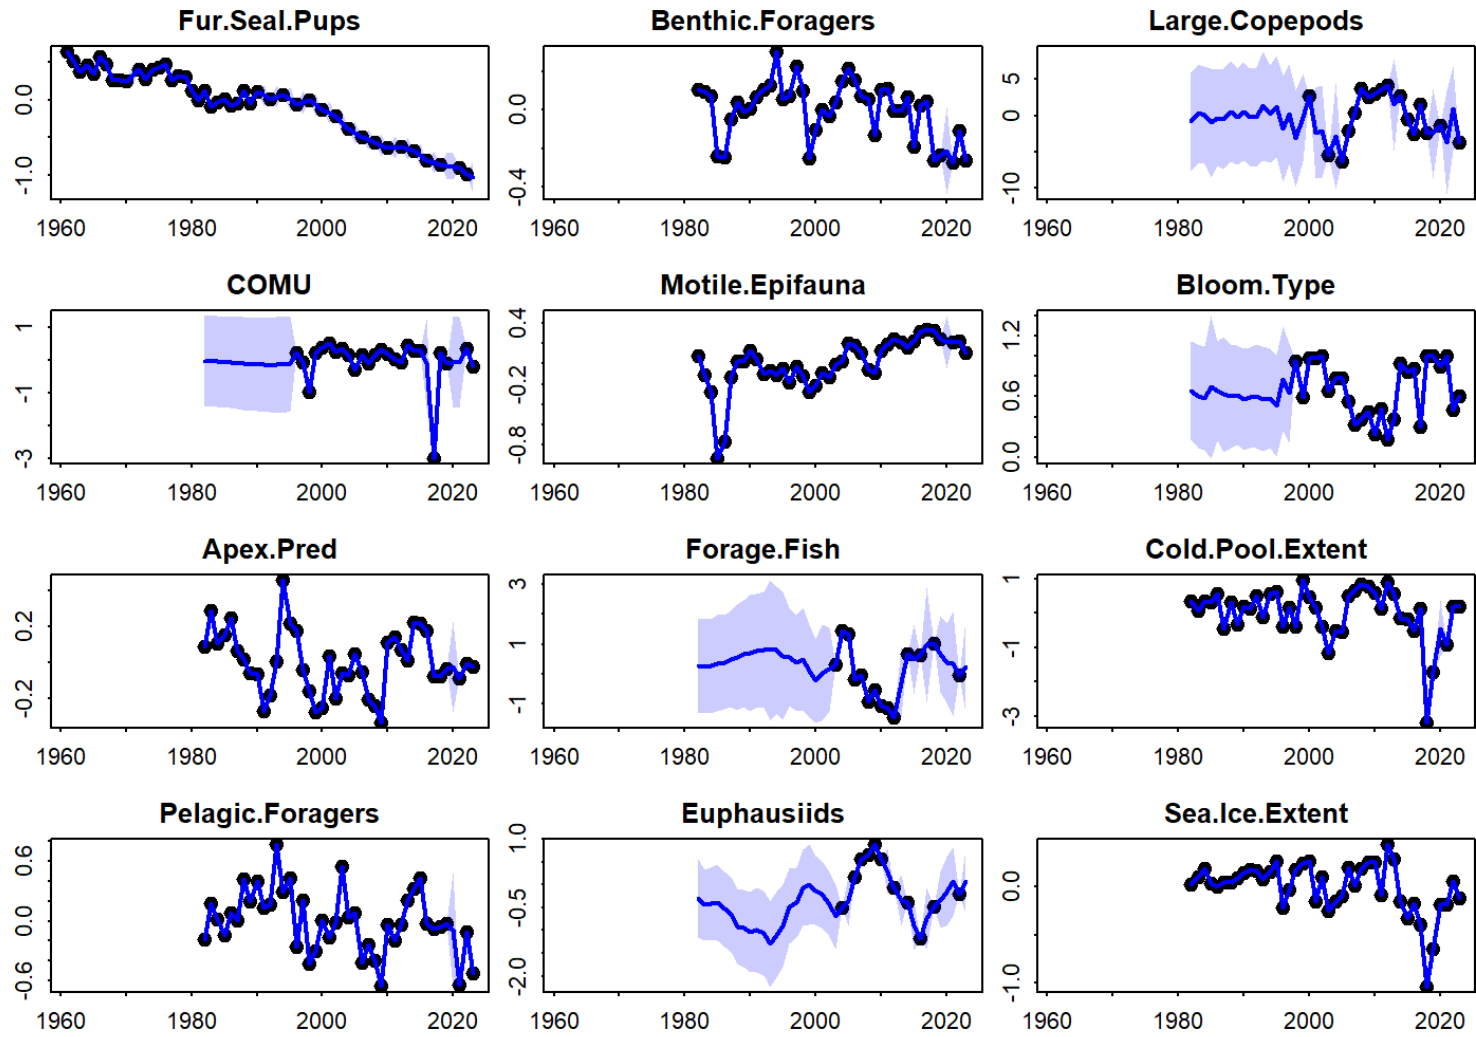 Fur.Seal.Pups Benthic.Foragers Large.Copepods
0.0 -1.0 0.0 -0.4 5 0 -10
1960 1980 2000 2020 1960 1980 2000 2020 1960 1980 2000 2020
COMU Motile.Epifauna Bloom.Type
1 -1 -3 0.4 -0.2 -0.8 1.2 0.6 0.0
1960 1980 2000 2020 1960 1980 2000 2020 1960 1980 2000 2020
Apex.Pred Forage.Fish Cold.Pool.Extent
0.2 -0.2 3 1 -1 1 -1 -3
1960 1980 2000 2020 1960 1980 2000 2020 1960 1980 2000 2020
Pelagic.Foragers Euphausiids Sea.Ice.Extent
0.6 0.0 -0.6 1.0 -0.5 -2.0 0.0 -1.0
1960 1980 2000 2020 1960 1980 2000 2020 1960 1980 2000 2020